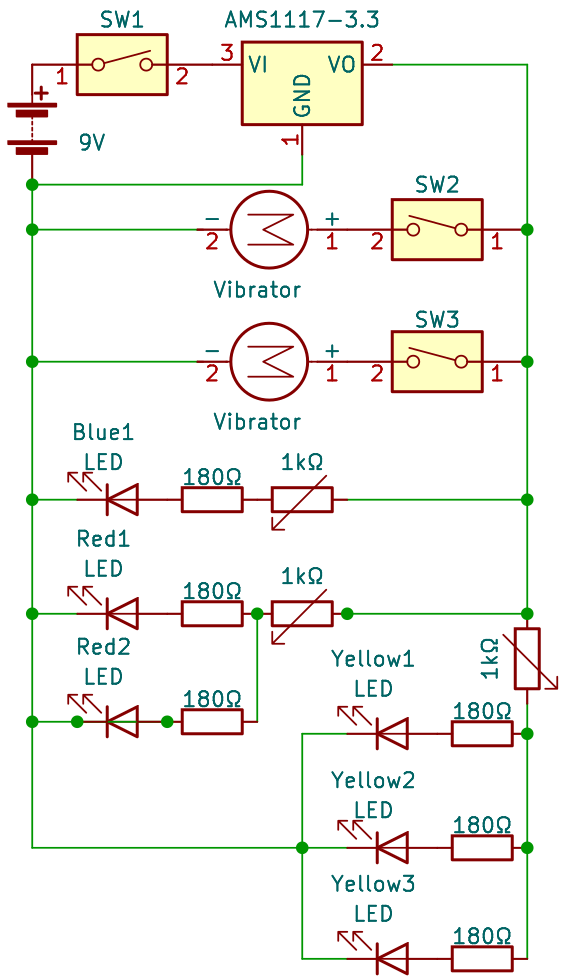 SW1
AMS1117-3.3
1
2
3
VI
VO
2
GND
1
+
9V
SW2
-
2
+
1
2
1
Vibrator
SW3
-
2
+
1
2
1
Vibrator
Blue1
LED
180Ω
1kΩ
Red1
LED
180Ω
1kΩ
Red2
LED
180Ω
1kΩ
Yellow1
LED
180Ω
Yellow2
LED
180Ω
Yellow3
LED
180Ω